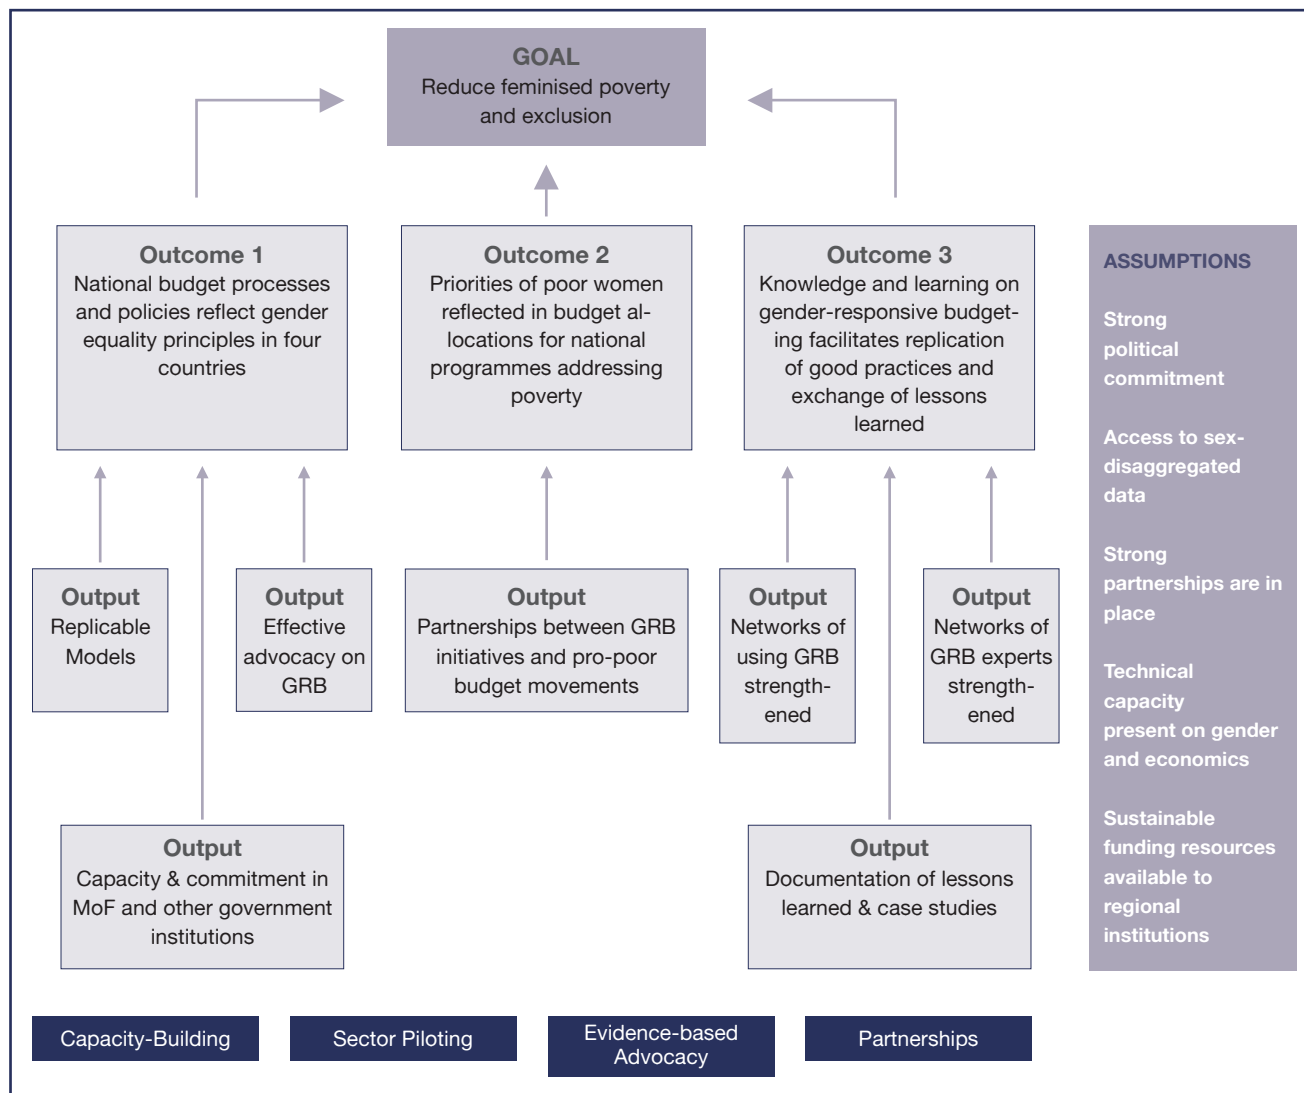 GOAL
Reduce feminised poverty
and exclusion
Outcome 1
National budget processes
and policies reflect gender
equality principles in four
countries
Outcome 2
Priorities of poor women
reflected in budget al-
locations for national
programmes addressing
poverty
Outcome 3
Knowledge and learning on
gender-responsive budget-
ing facilitates replication
of good practices and
exchange of lessons
learned
Output
Replicable
Models
Output
Effective
advocacy on
GRB
Output
Partnerships between GRB
initiatives and pro-poor
budget movements
Output
Networks of
using GRB
strength-
ened
Output
Networks of
GRB experts
strength-
ened
Output
Capacity & commitment in
MoF and other government
institutions
Output
Documentation of lessons
learned & case studies
ASSUMPTIONS
Strong
political
commitment
Access to sex-
disaggregated
data
Strong
partnerships are in
place
Technical
capacity
present on gender
and economics
Sustainable
funding resources
available to
regional
institutions
Capacity-Building
Sector Piloting
Evidence-based
Advocacy
Partnerships